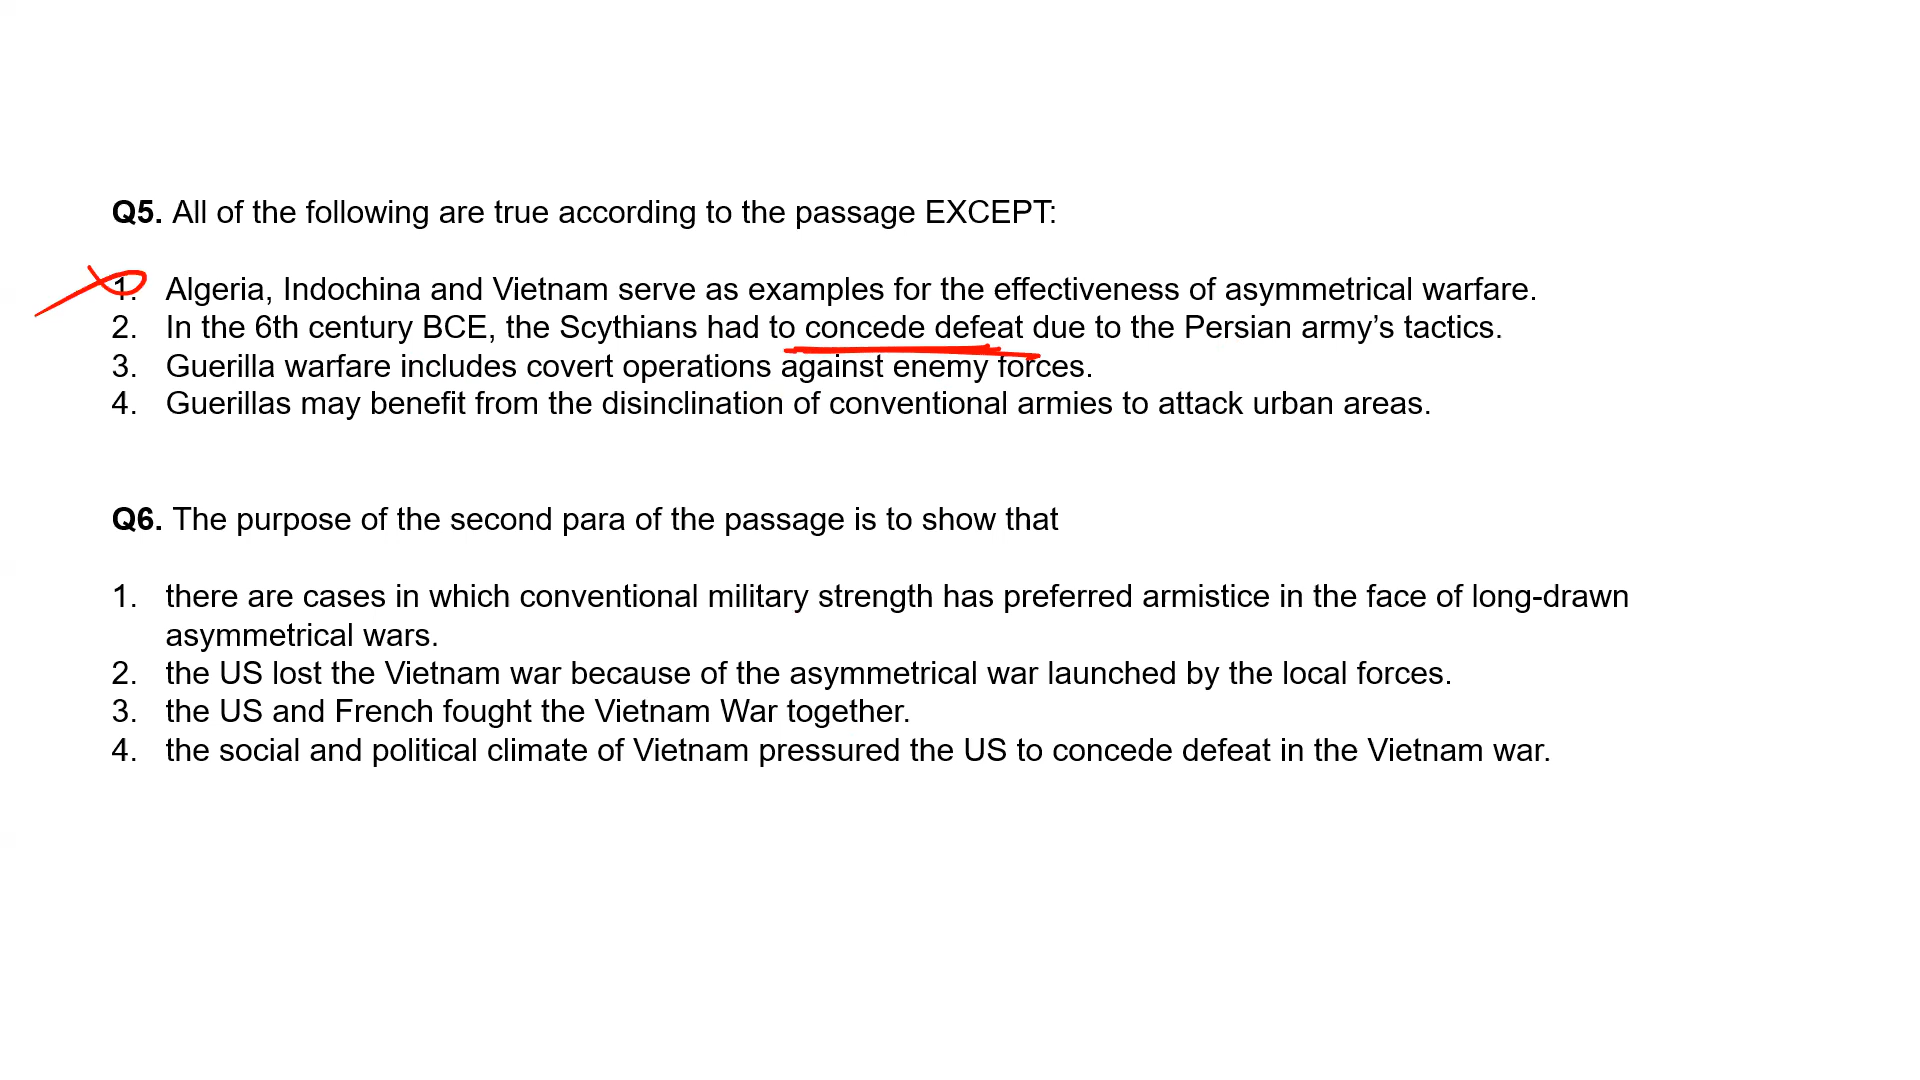 Q5. All of the following are true according to the passage EXCEPT:
1. Algeria, Indochina and Vietnam serve as examples for the effectiveness of asymmetrical warfare.
2. In the 6th century BCE, the Scythians had to concede defeat due to the Persian army’s tactics.
3. Guerilla warfare includes covert operations against enemy forces.
4. Guerillas may benefit from the disinclination of conventional armies to attack urban areas.
Q6. The purpose of the second para of the passage is to show that
1. there are cases in which conventional military strength has preferred armistice in the face of long-drawn
asymmetrical wars.
2. the US lost the Vietnam war because of the asymmetrical war launched by the local forces.
3. the US and French fought the Vietnam War together.
4. the social and political climate of Vietnam pressured the US to concede defeat in the Vietnam war.